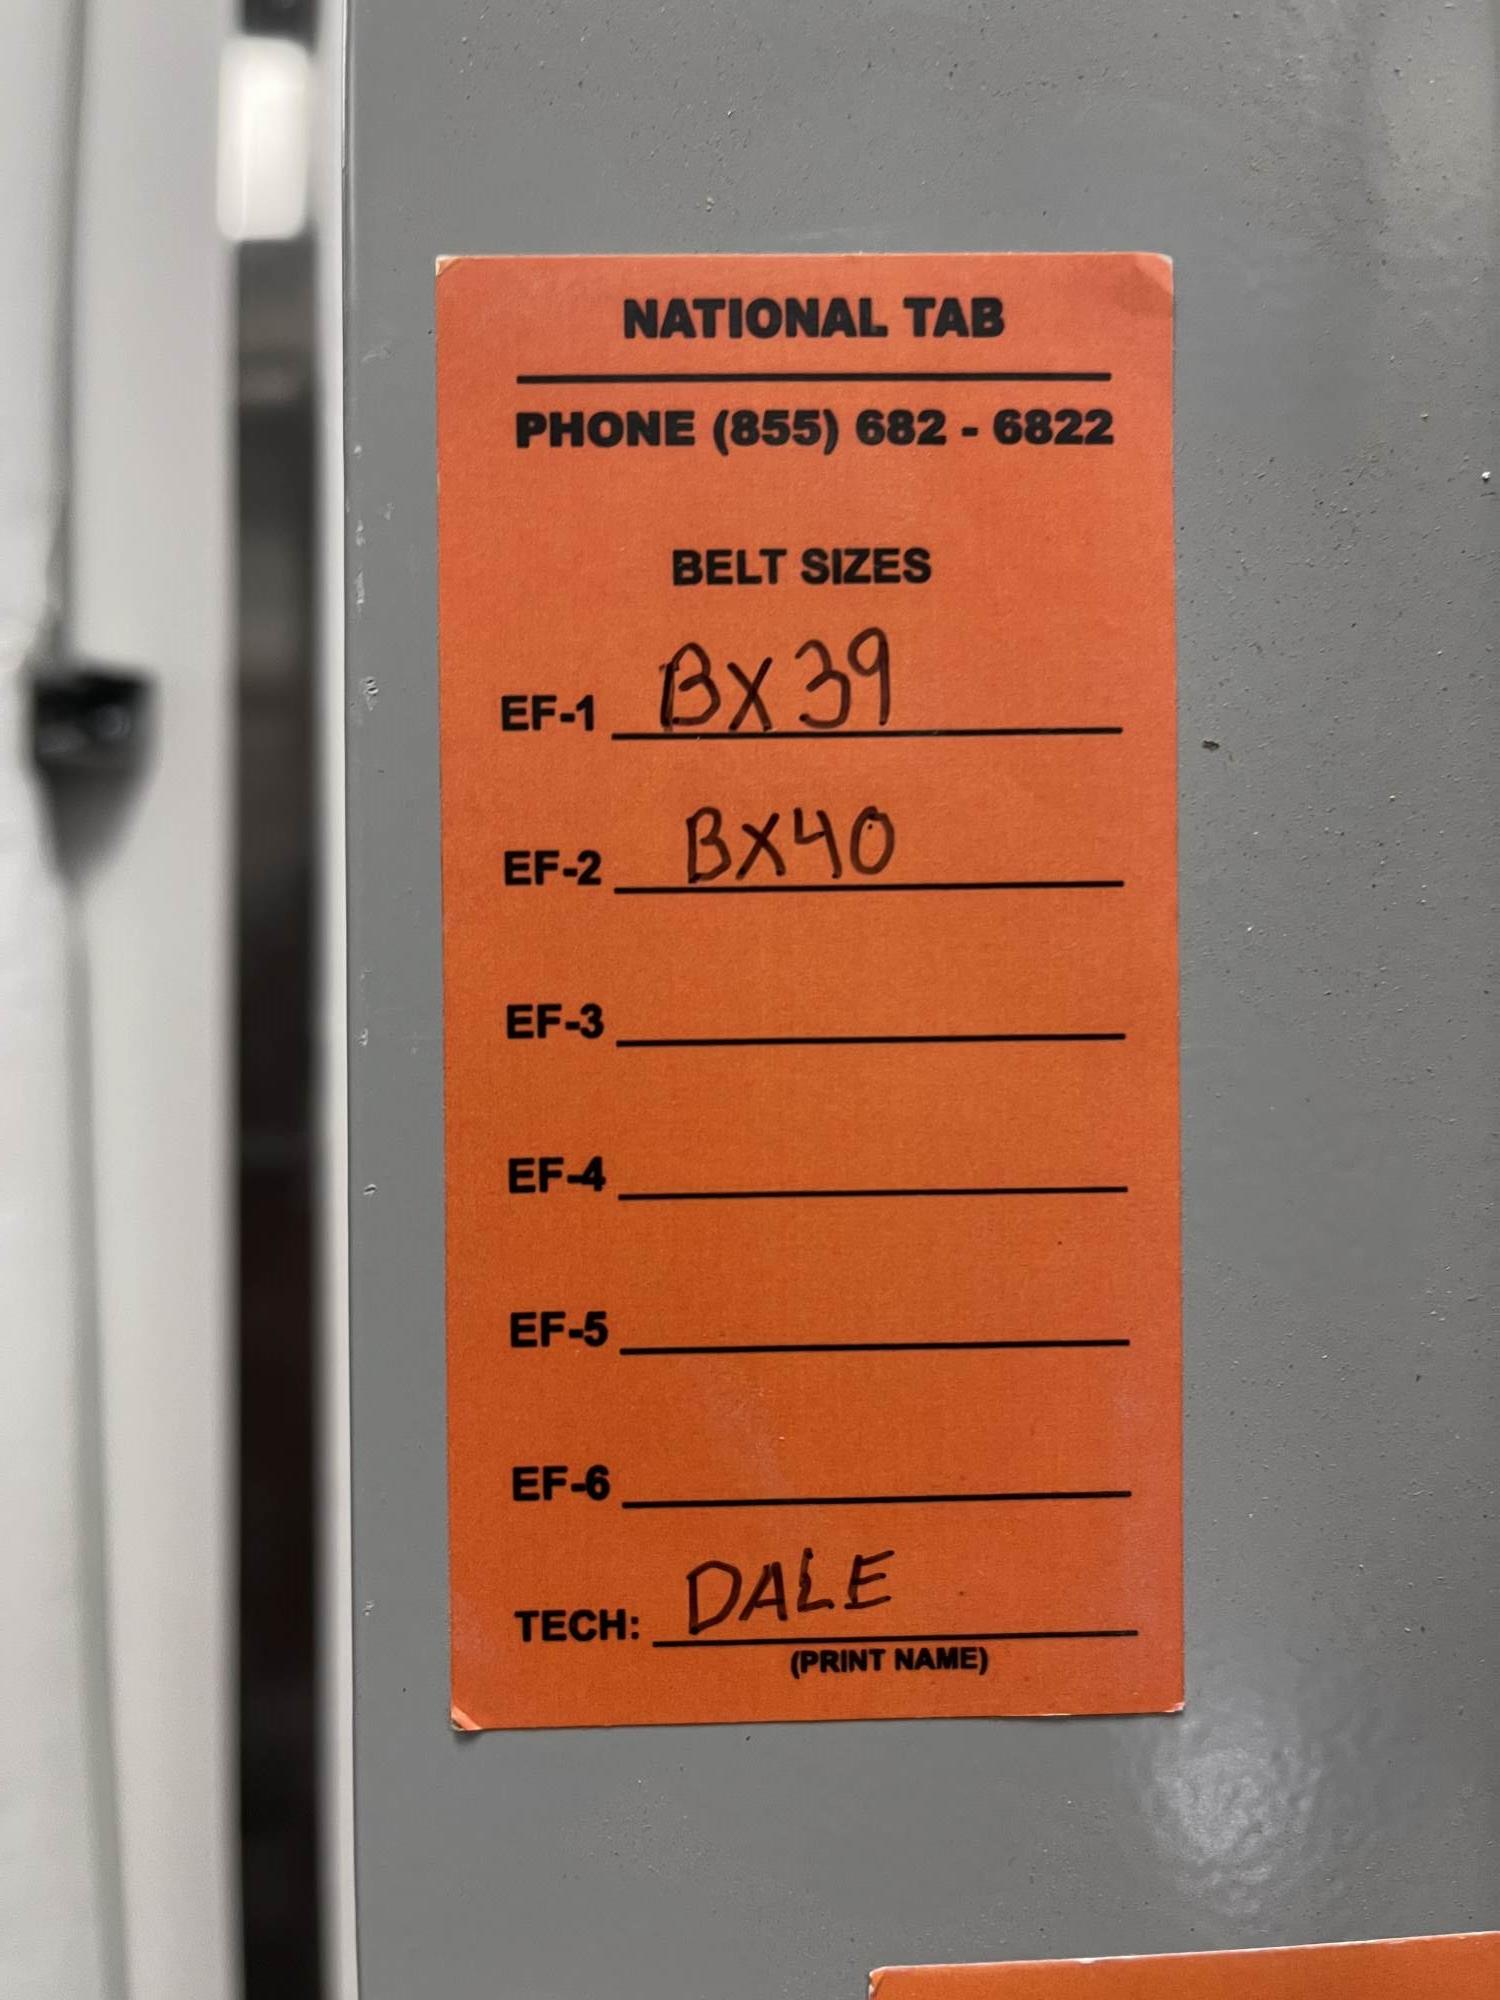 NATIONAL TAB
PHONE (855) 682 - 6822
BELT SIZES
EF-1 BX39
EF-2 BX40
EF-3
EF-4
EF-5
EF-6
TECH: DALE
(PRINT NAME)